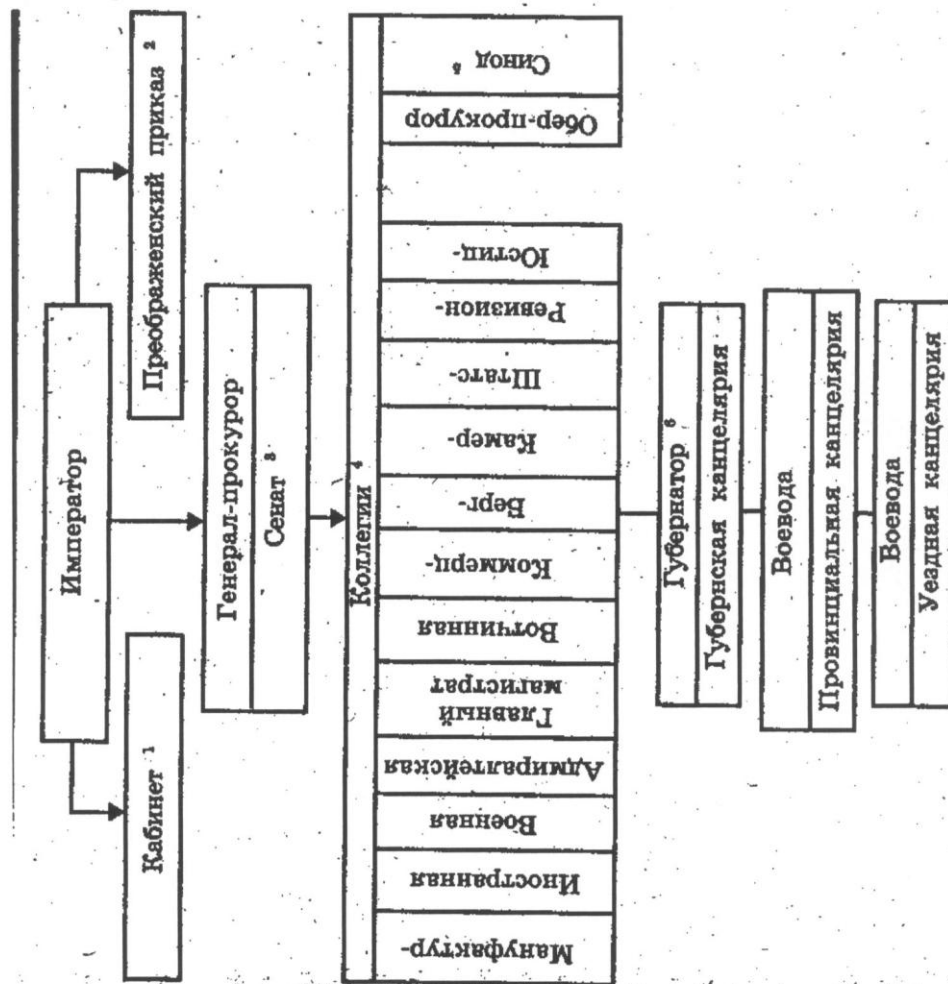 Император
Кабинет 1
Преображенский приказ 2
Генерал-прокурор
Сенат 3
Коллегии 4
Мануфактур-
Иностранная
Военная
Адмиралтейская
Главный
магистрат
Вотчинная
Коммерц-
Берг-
Камер-
Штатс-
Ревизион-
Юстиц-
Обер-прокурор
Синод 5
Губернатор 6
Губернская канцелярия
Воевода
Провинциальная канцелярия
Воевода
Уездная канцелярия